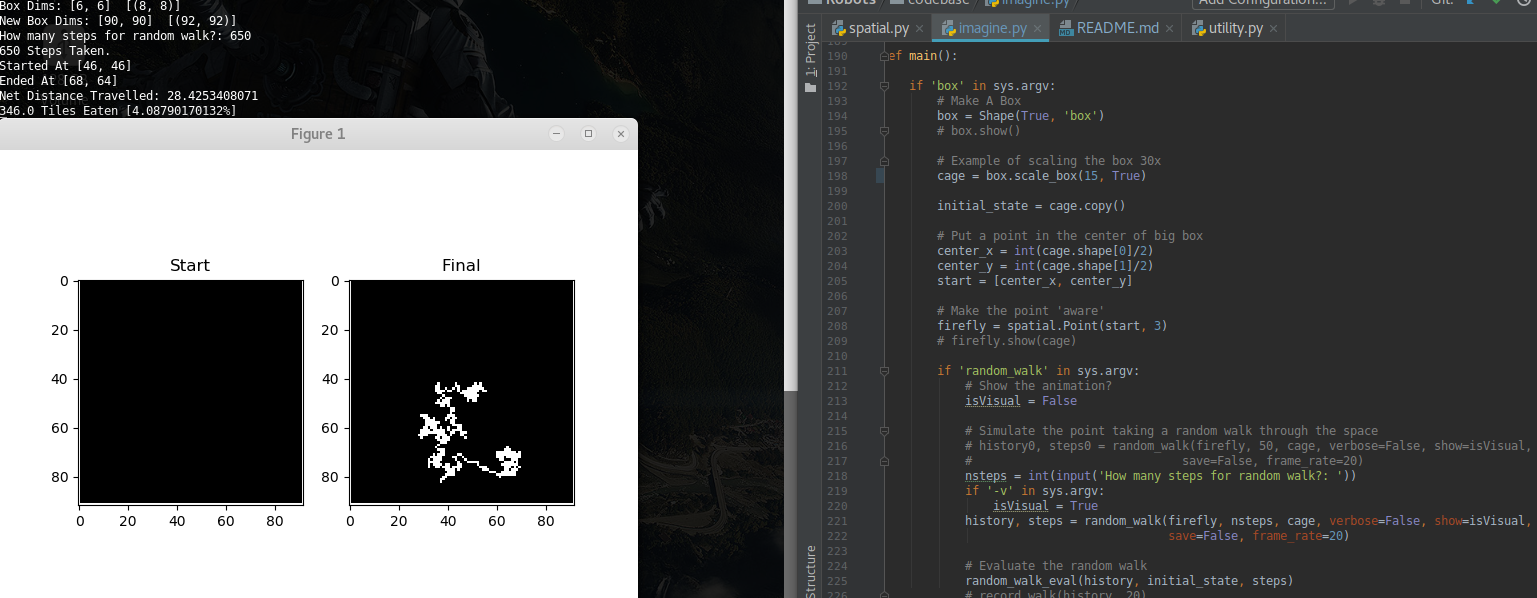 Box Dims: [6, 6]  [(8, 8)]
New Box Dims: [90, 90]  [(92, 92)]
How many steps for random walk?: 650
650 Steps Taken.
Started At [46, 46]
Ended At [68, 64]
Net Distance Travelled: 28.4253408071
346.0 Tiles Eaten [4.08790170132%]
Figure 1
Start
Final
0
20
40
60
80
0 20 40 60 80
0
20
40
60
80
0 20 40 60 80
Robots codebase imagine.py Add Configuration... Git:
spatial.py imagine.py README.md utility.py
1: Project
Structure
190 ef main():
191
192 if 'box' in sys.argv:
193 # Make A Box
194 box = Shape(True, 'box')
195 # box.show()
196
197 # Example of scaling the box 30x
198 cage = box.scale_box(15, True)
199
200 initial_state = cage.copy()
201
202 # Put a point in the center of big box
203 center_x = int(cage.shape[0]/2)
204 center_y = int(cage.shape[1]/2)
205 start = [center_x, center_y]
206
207 # Make the point 'aware'
208 firefly = spatial.Point(start, 3)
209 # firefly.show(cage)
210
211 if 'random_walk' in sys.argv:
212 # Show the animation?
213 isVisual = False
214
215 # Simulate the point taking a random walk through the space
216 # history0, steps0 = random_walk(firefly, 50, cage, verbose=False, show=isVisual,
217 # save=False, frame_rate=20)
218 nsteps = int(input('How many steps for random walk?: '))
219 if '-v' in sys.argv:
220 isVisual = True
221 history, steps = random_walk(firefly, nsteps, cage, verbose=False, show=isVisual,
222 save=False, frame_rate=20)
223
224 # Evaluate the random walk
225 random_walk_eval(history, initial_state, steps)
226 # record_walk(history, 20)